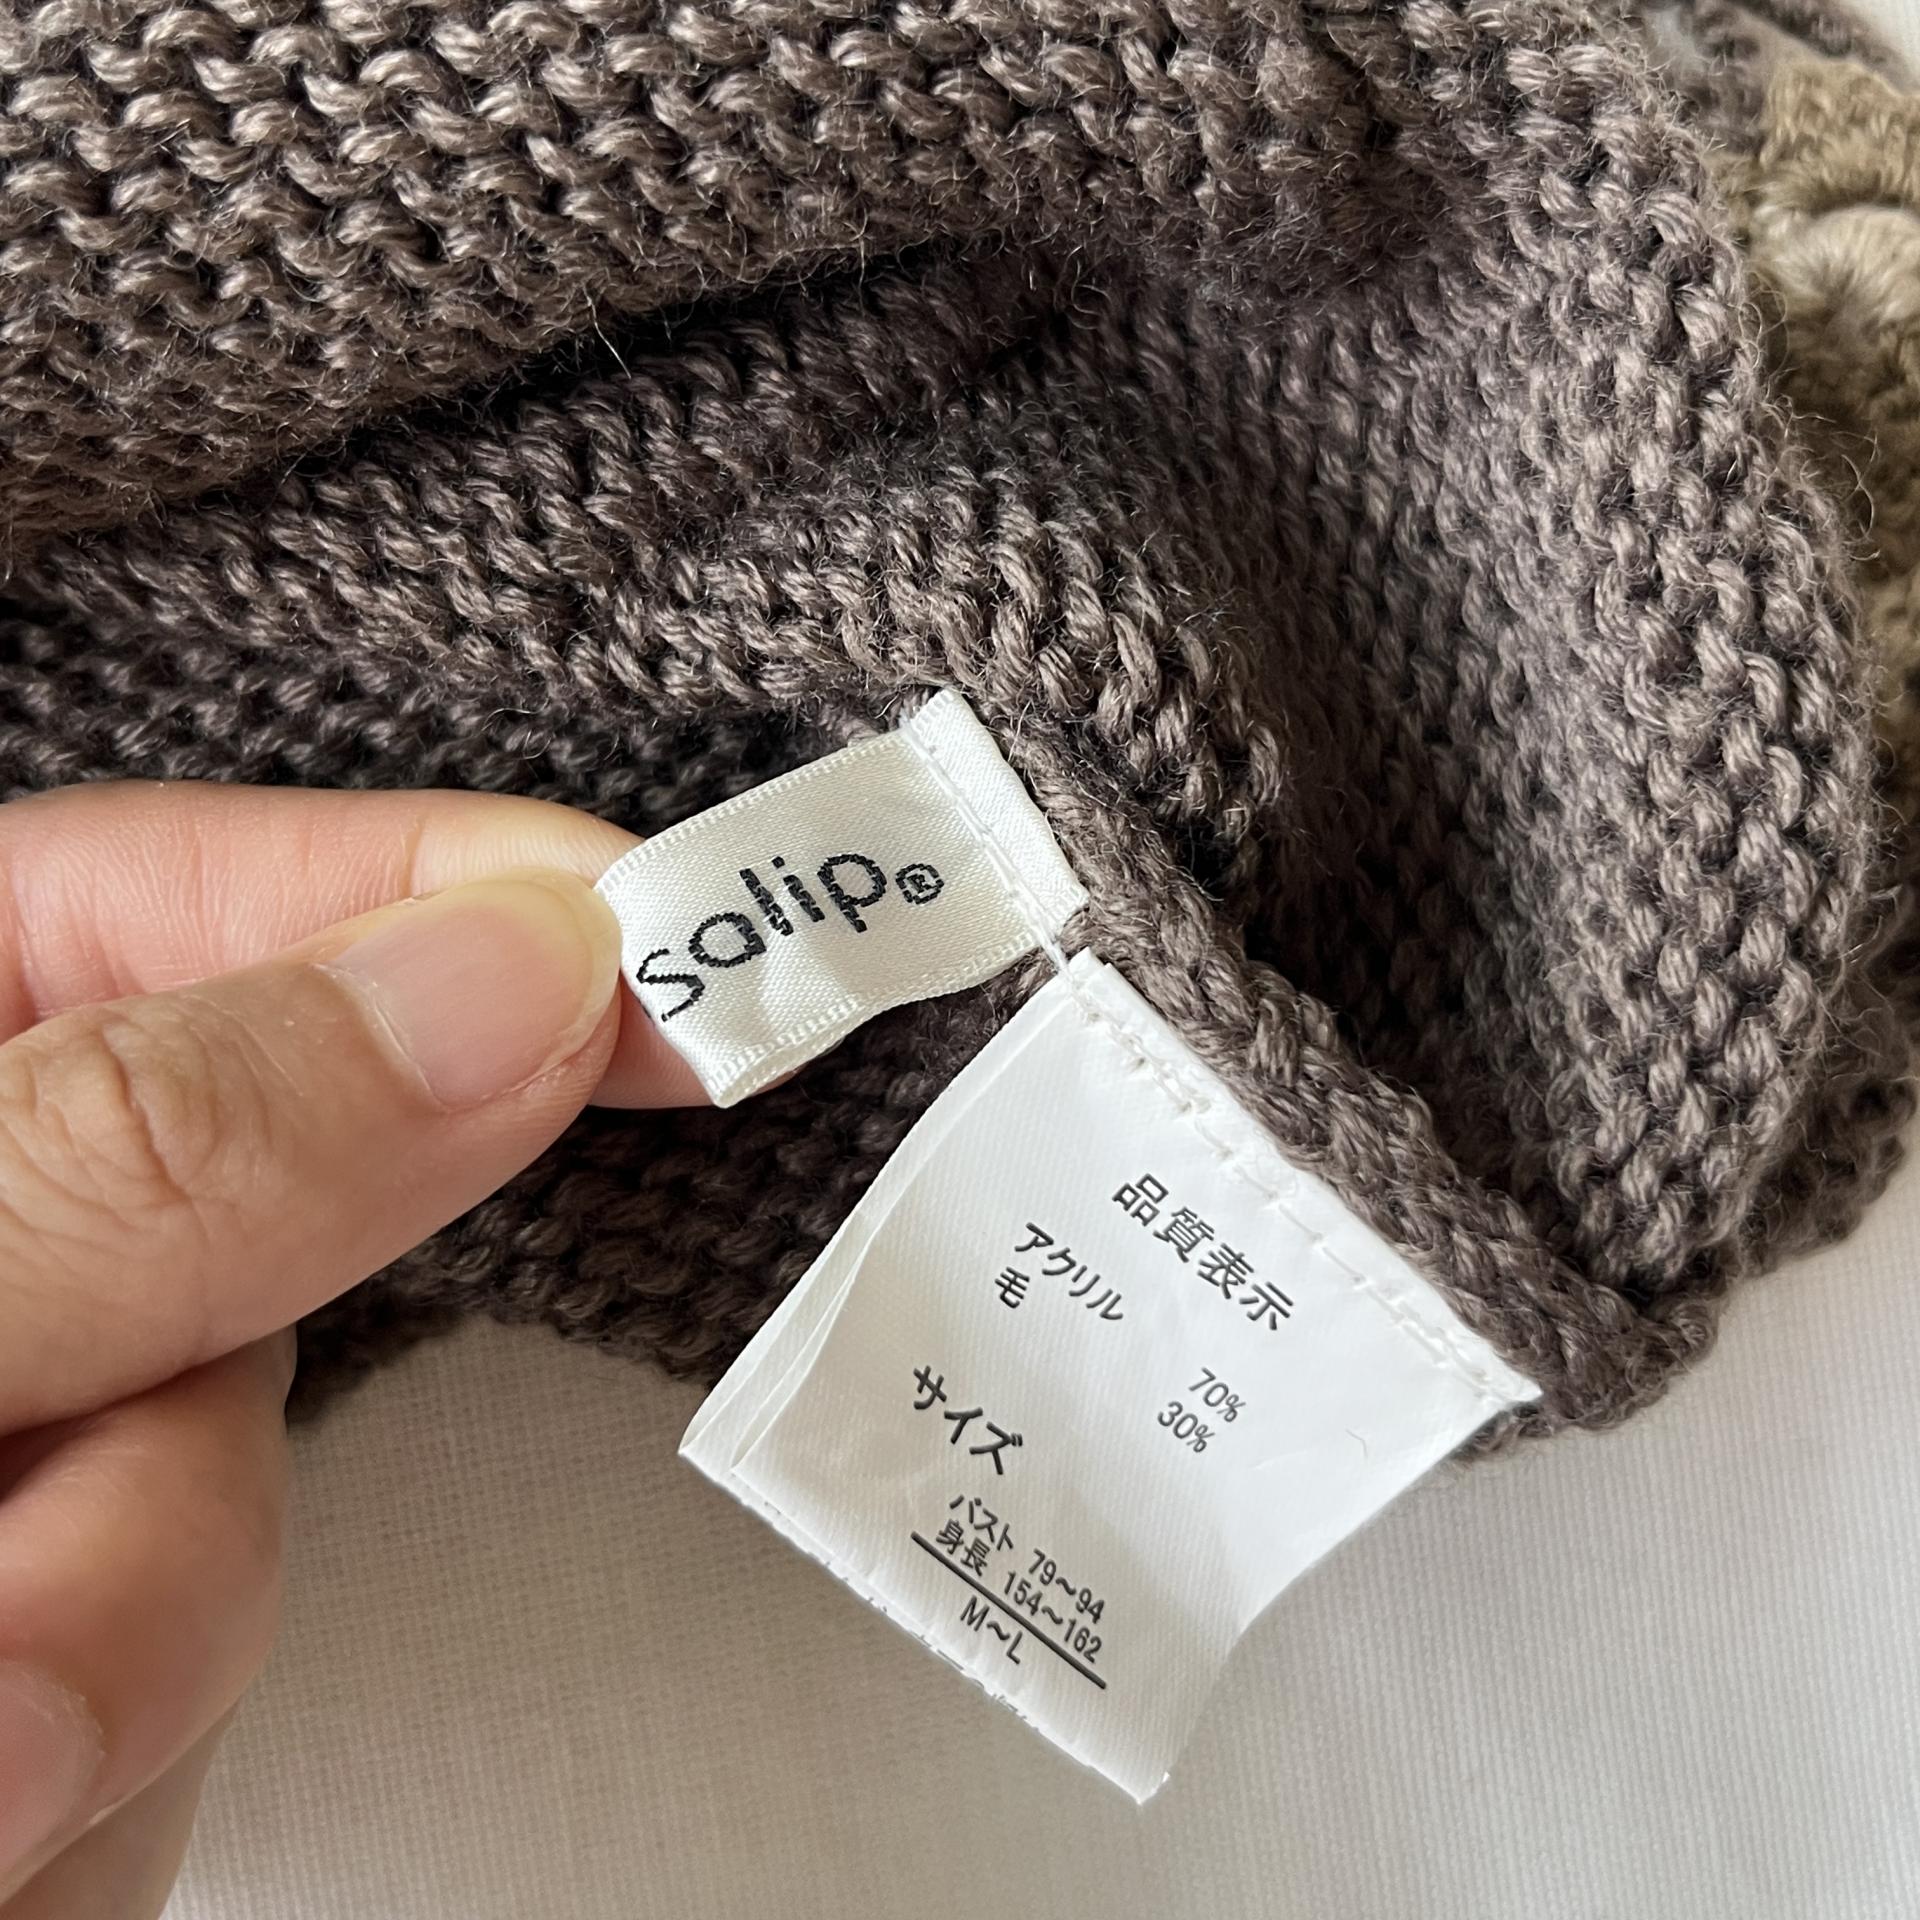 salip®
品質表示
アクリル 70%
毛 30%
サイズ
バスト 79～94
身長 154～162
M～L